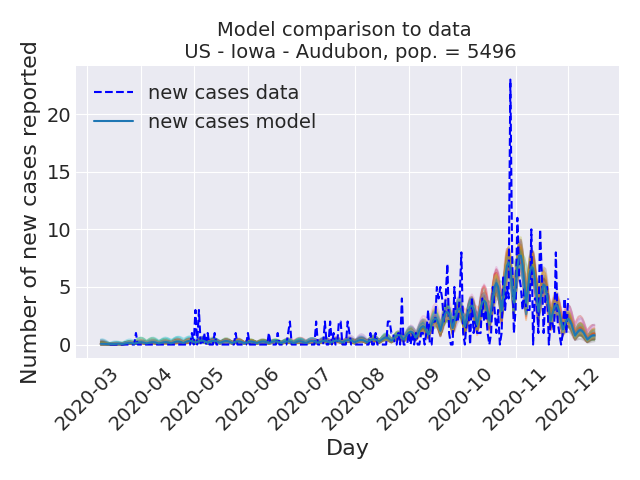 Model comparison to data
US - Iowa - Audubon, pop. = 5496
Number of new cases reported
new cases data
new cases model
20
15
10
5
0
2020-03
2020-04
2020-05
2020-06
2020-07
2020-08
2020-09
2020-10
2020-11
2020-12
Day